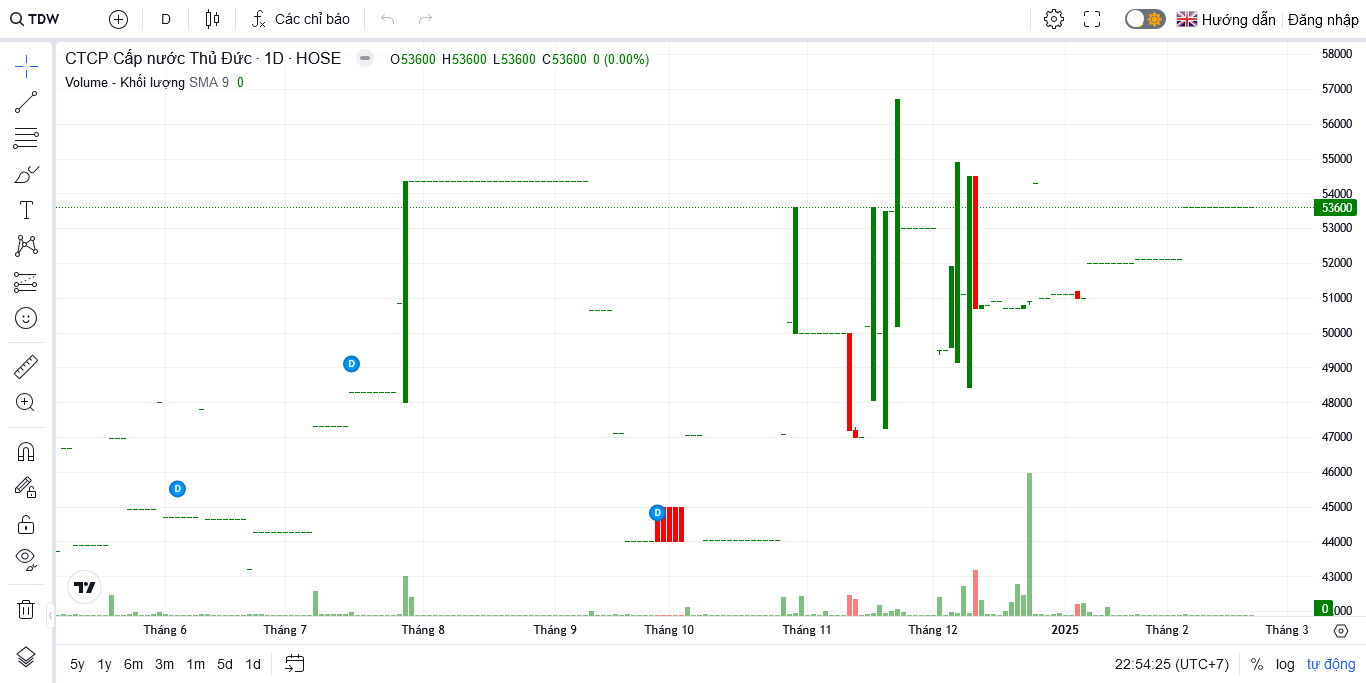 TDW D Các chỉ báo Hướng dẫn Đăng nhập
CTCP Cấp nước Thủ Đức · 1D · HOSE O53600 H53600 L53600 C53600 0 (0.00%)
Volume - Khối lượng SMA 9 0
58000
57000
56000
55000
54000
53600
53000
52000
51000
50000
49000
48000
47000
46000
45000
44000
43000
0
000
D
D
D
Tháng 6 Tháng 7 Tháng 8 Tháng 9 Tháng 10 Tháng 11 Tháng 12 2025 Tháng 2 Tháng 3
5y 1y 6m 3m 1m 5d 1d 22:54:25 (UTC+7) % log tự động